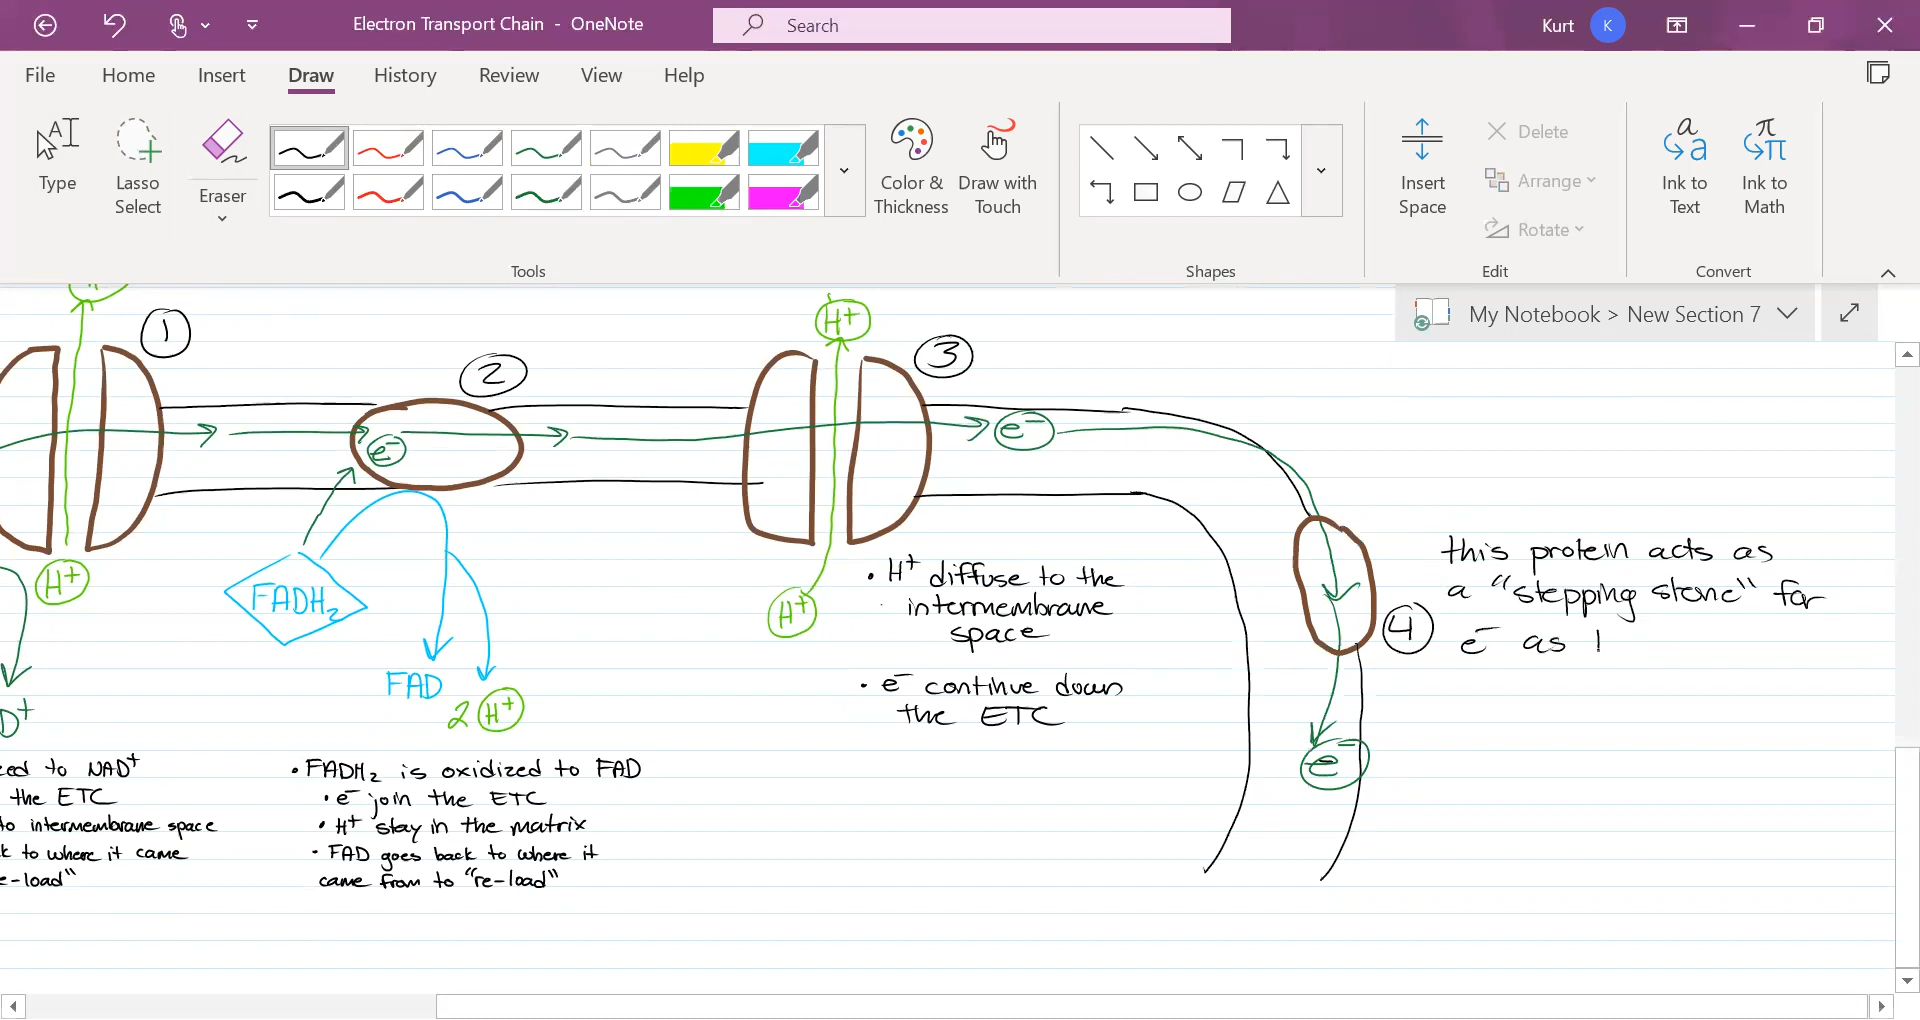 Electron Transport Chain - OneNote
Search
Kurt
K
File
Home
Insert
Draw
History
Review
View
Help
Type
Lasso
Select
Eraser
Color &
Thickness
Draw with
Touch
Insert
Space
Delete
Arrange
Rotate
Ink to
Text
Ink to
Math
Tools
Shapes
Edit
Convert
My Notebook > New Section 7
1
2
H+
3
e-
e-
H+
FADH2
H+
FAD
2 H+
• H+ diffuse to the
intermembrane
space
• e- continue down
the ETC
4
this protein acts as
a "stepping stone" for
e- as
e-
to NAD+
the ETC
to intermembrane space
to where it came
e-load"
• FADH2 is oxidized to FAD
• e- join the ETC
• H+ stay in the matrix
• FAD goes back to where it
came from to "re-load"